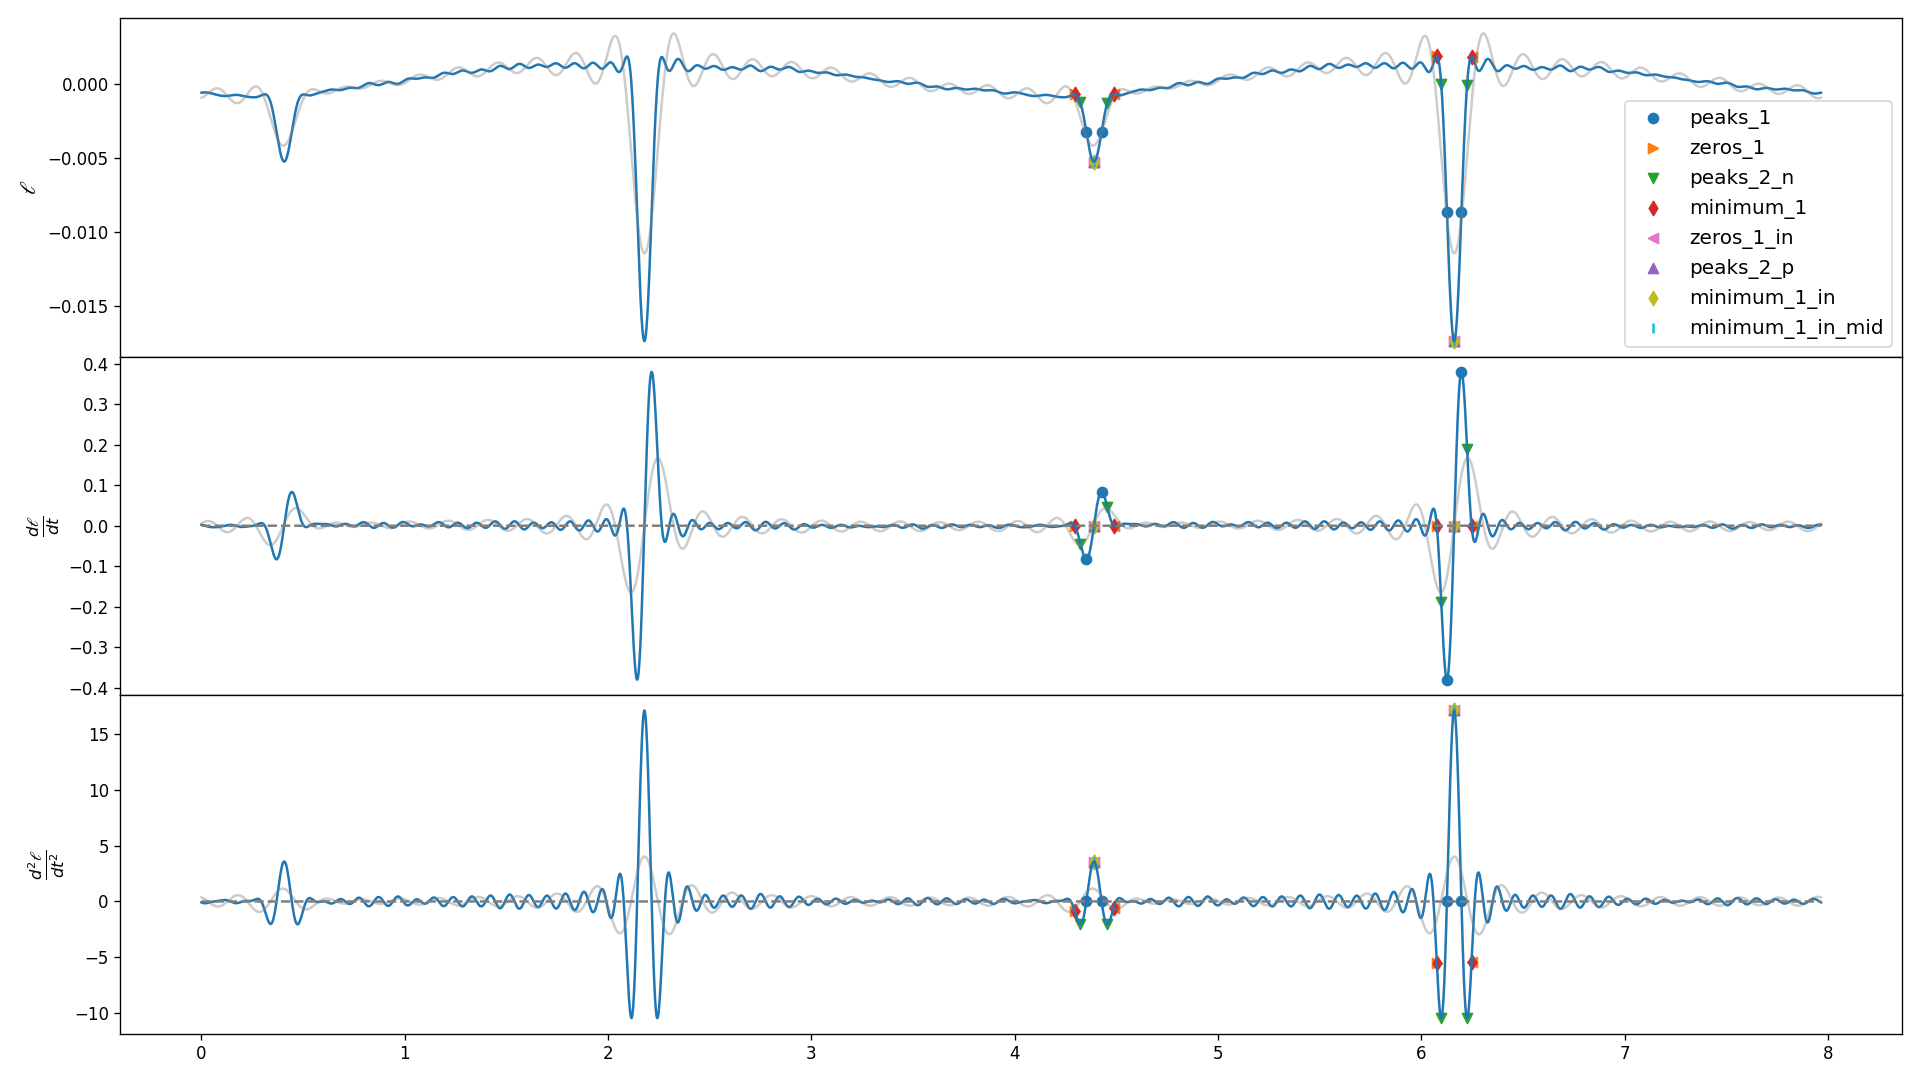 0.000
−0.005
−0.010
−0.015
ℓ
peaks_1
zeros_1
peaks_2_n
minimum_1
zeros_1_in
peaks_2_p
minimum_1_in
minimum_1_in_mid
0.4
0.3
0.2
0.1
0.0
−0.1
−0.2
−0.3
−0.4
dℓ
dt
15
10
5
0
−5
−10
d²ℓ
dt²
0 1 2 3 4 5 6 7 8